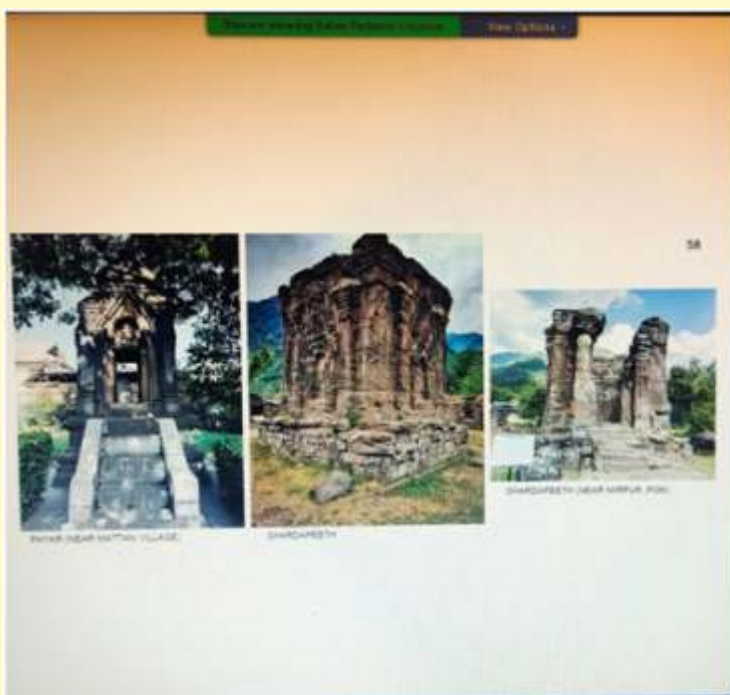 View Options
58
PAYAR (NEAR MATTAN VILLAGE)
SHARDAPEETH
SHARDAPEETH (NEAR MIRPUR, POK)